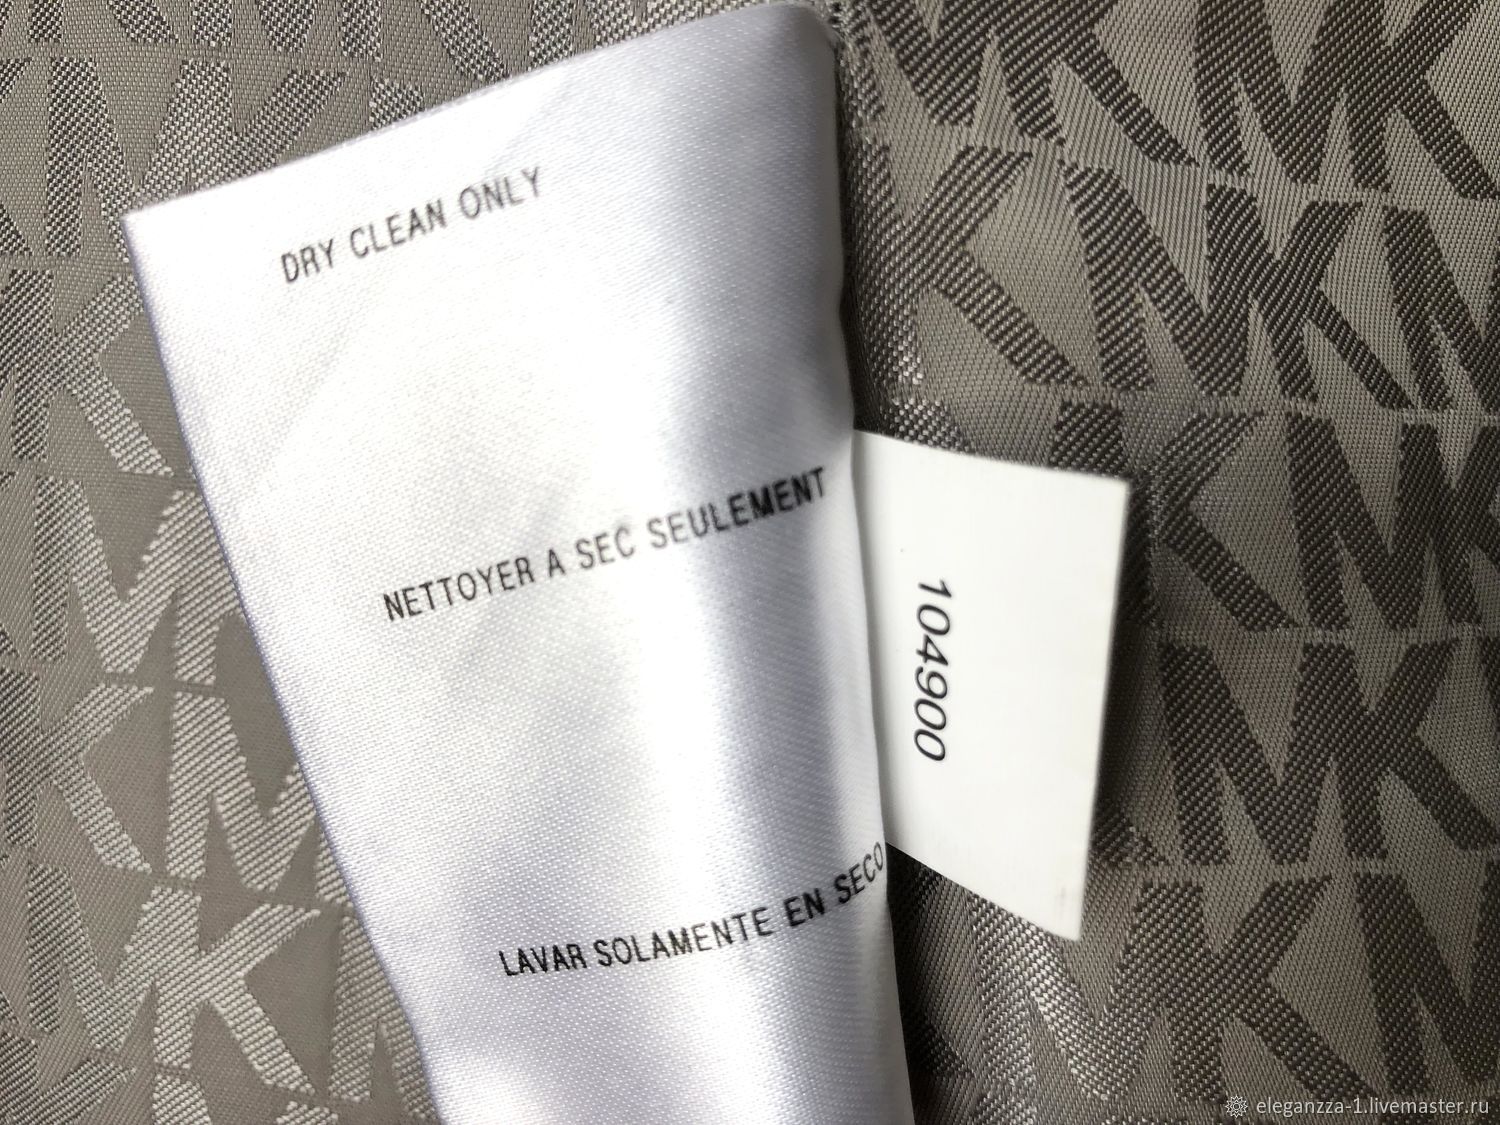 DRY CLEAN ONLY
NETTOYER A SEC SEULEMENT
LAVAR SOLAMENTE EN SECO
104900
eleganzza-1.livemaster.ru